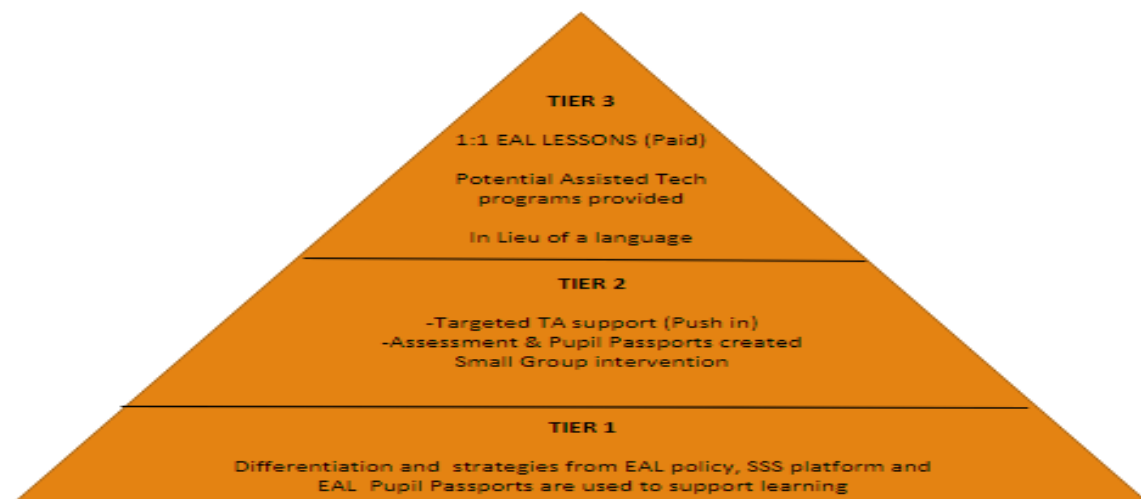 TIER 3
1:1 EAL LESSONS (Paid)
Potential Assisted Tech
programs provided
In Lieu of a language
TIER 2
-Targeted TA support (Push in)
-Assessment & Pupil Passports created
Small Group intervention
TIER 1
Differentiation and strategies from EAL policy, SSS platform and
EAL Pupil Passports are used to support learning